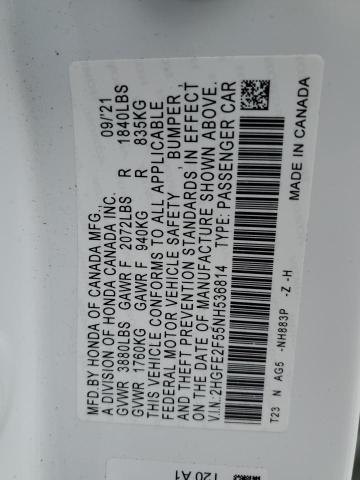 MFD.BY HONDA OF CANADA MFG., 09/'21
A DIVISION OF HONDA CANADA INC.
GVWR 3880LBS GAWR F 2072LBS R 1840LBS
GVWR 1760KG GAWR F 940KG R 835KG
THIS VEHICLE CONFORMS TO ALL APPLICABLE
FEDERAL MOTOR VEHICLE SAFETY, BUMPER,
AND THEFT PREVENTION STANDARDS IN EFFECT
ON THE DATE OF MANUFACTURE SHOWN ABOVE.
V.I.N:2HGFE2F55NH536814 TYPE: PASSENGER CAR
T23 N AG5 -NH883P -Z -H MADE IN CANADA
T20 A1